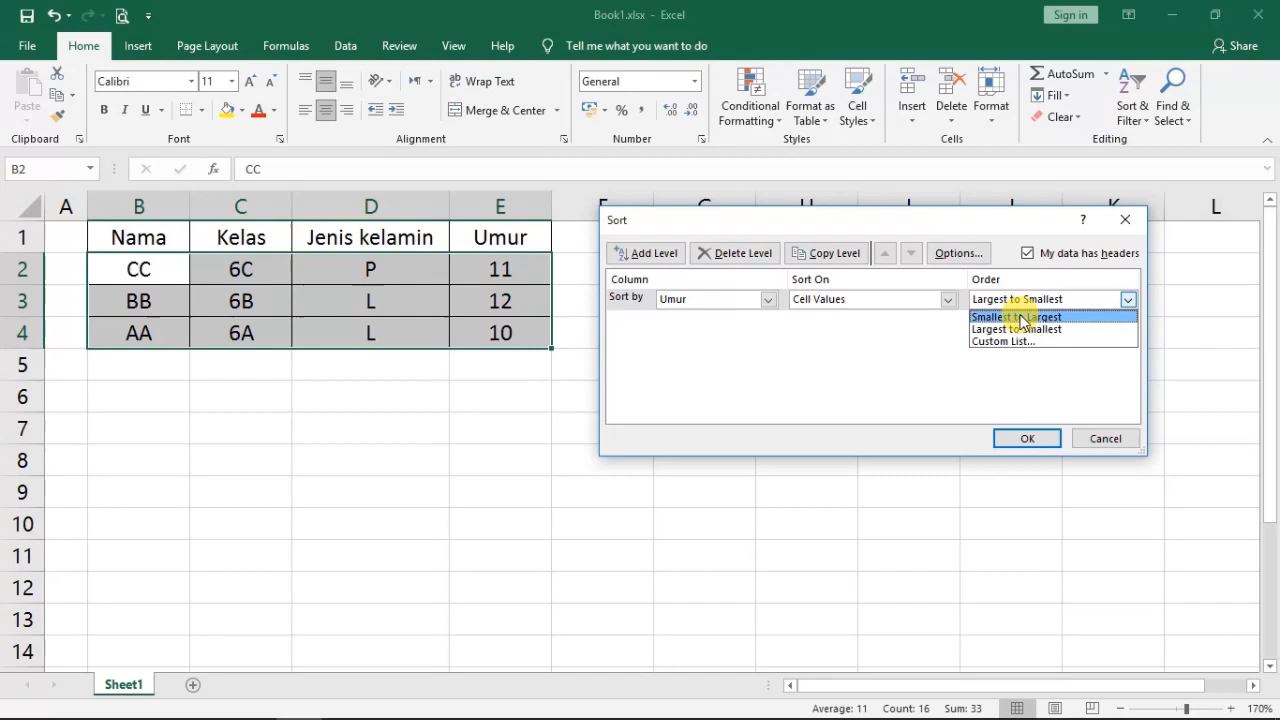 Book1.xlsx - Excel
Sign in
File Home Insert Page Layout Formulas Data Review View Help Tell me what you want to do Share
Paste
Clipboard
Calibri 11
B I U
Font
Wrap Text
Merge & Center
Alignment
General
Number
Conditional Formatting
Format as Table
Cell Styles
Styles
Insert Delete Format
Cells
AutoSum
Fill
Clear
Sort & Filter
Find & Select
Editing
B2 fx CC
A B C D E F G H I J K L
1 Nama Kelas Jenis kelamin Umur
2 CC 6C P 11
3 BB 6B L 12
4 AA 6A L 10
5
6
7
8
9
10
11
12
13
14
Sort ?
Add Level Delete Level Copy Level Options... My data has headers
Column Sort On Order
Sort by Umur Cell Values Largest to Smallest
Smallest to Largest
Largest to Smallest
Custom List...
OK Cancel
Sheet1
Average: 11 Count: 16 Sum: 33 170%